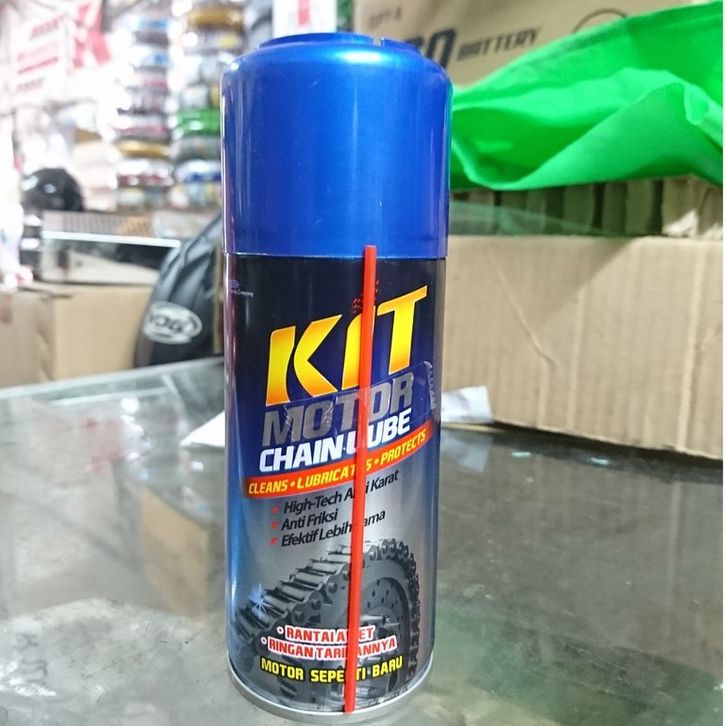 BATTERY
KIT
MOTOR
CHAIN LUBE
CLEANS • LUBRICATES • PROTECTS
High-Tech Anti Karat
Anti Friksi
Efektif Lebih Lama
• RANTAI AWET
• RINGAN TARIKANNYA
MOTOR SEPERTI BARU